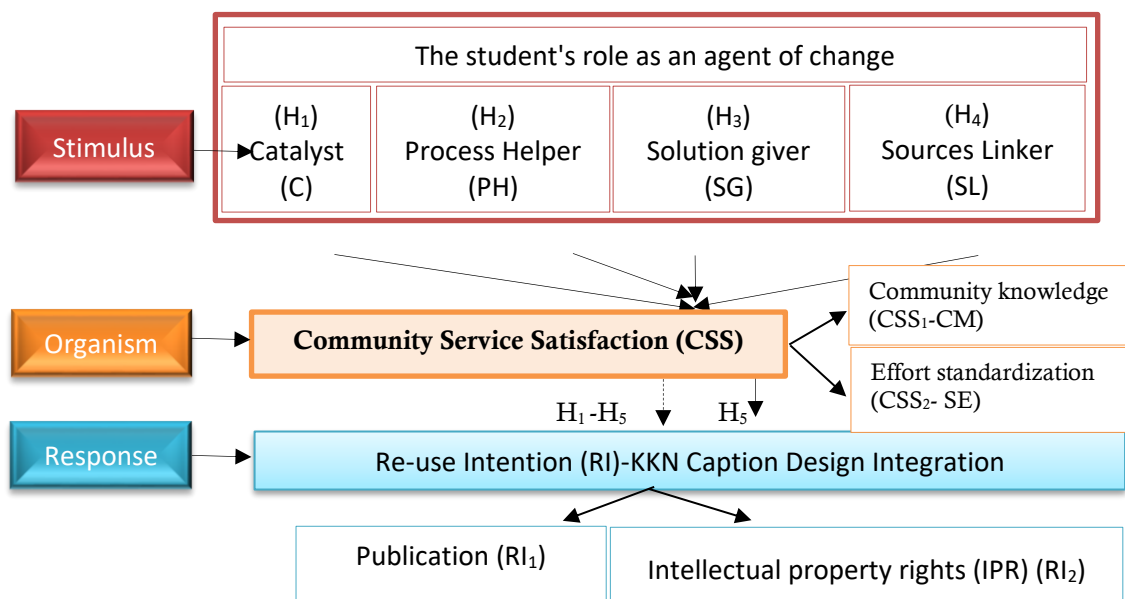 The student's role as an agent of change
Stimulus
(H₁)
Catalyst
(C)
(H₂)
Process Helper
(PH)
(H₃)
Solution giver
(SG)
(H₄)
Sources Linker
(SL)
Organism
Community Service Satisfaction (CSS)
Community knowledge
(CSS₁-CM)
Effort standardization
(CSS₂- SE)
H₁ -H₅
H₅
Response
Re-use Intention (RI)-KKN Caption Design Integration
Publication (RI₁)
Intellectual property rights (IPR) (RI₂)